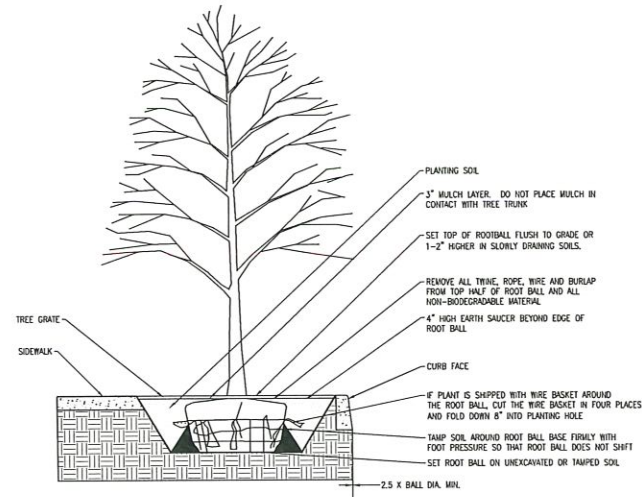 PLANTING SOIL
3" MULCH LAYER. DO NOT PLACE MULCH IN
CONTACT WITH TREE TRUNK
SET TOP OF ROOTBALL FLUSH TO GRADE OR
1-2" HIGHER IN SLOWLY DRAINING SOILS.
REMOVE ALL TWINE, ROPE, WIRE AND BURLAP
FROM TOP HALF OF ROOT BALL AND ALL
NON-BIODEGRADABLE MATERIAL
4" HIGH EARTH SAUCER BEYOND EDGE OF
ROOT BALL
TREE GRATE
SIDEWALK
CURB FACE
IF PLANT IS SHIPPED WITH WIRE BASKET AROUND
THE ROOT BALL, CUT THE WIRE BASKET IN FOUR PLACES
AND FOLD DOWN 8" INTO PLANTING HOLE
TAMP SOIL AROUND ROOT BALL BASE FIRMLY WITH
FOOT PRESSURE SO THAT ROOT BALL DOES NOT SHIFT
SET ROOT BALL ON UNEXCAVATED OR TAMPED SOIL
2.5 X BALL DIA. MIN.